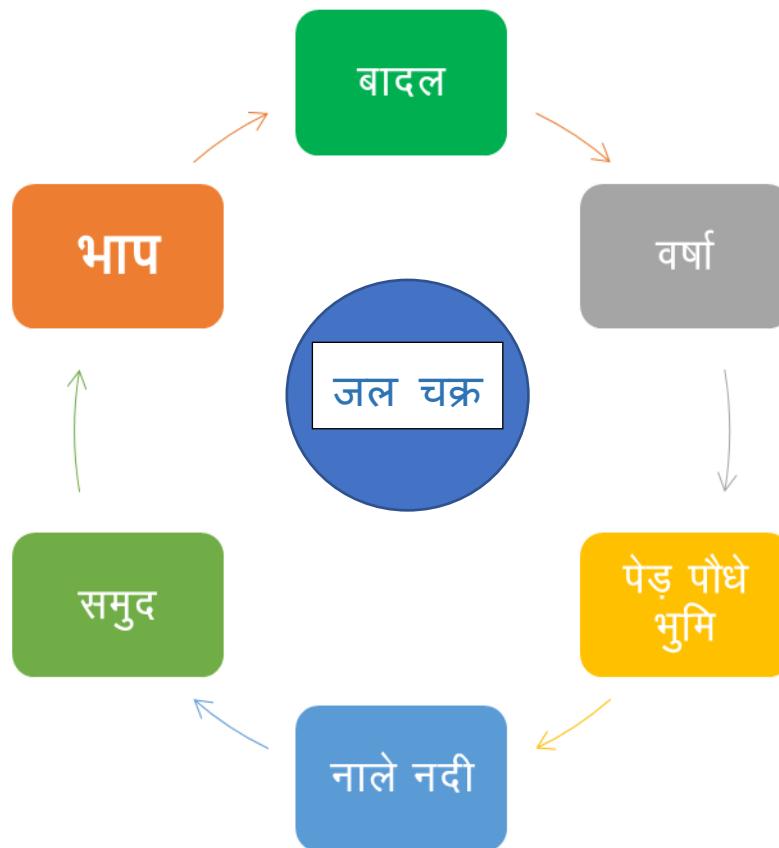 बादल
वर्षा
पेड़ पौधे
भुमि
नाले नदी
समुद
भाप
जल चक्र